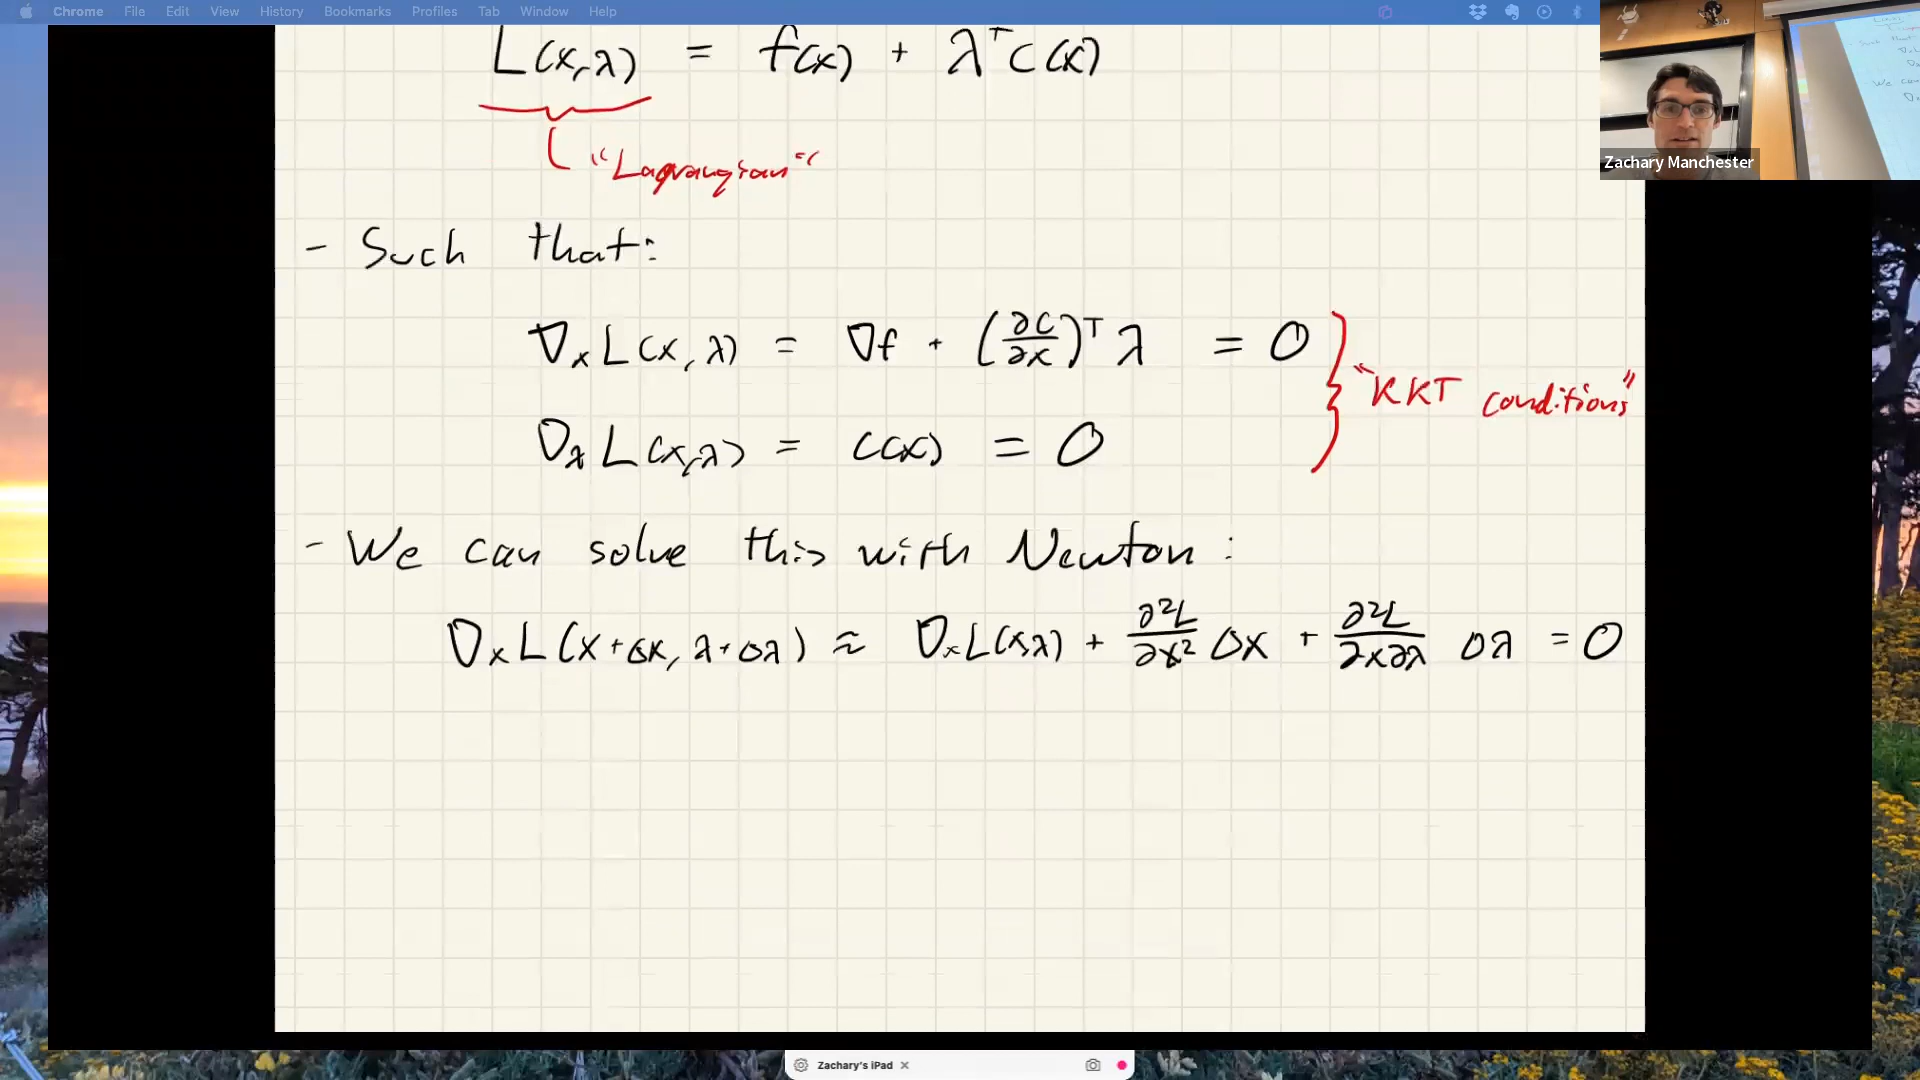 Chrome File Edit View History Bookmarks Profiles Tab Window Help
L(x,λ) = f(x) + λᵀc(x)
"Lagrangian"
Zachary Manchester
- Such that:
∇ₓL(x,λ) = ∇f + (∂c/∂x)ᵀ λ = 0
"KKT conditions"
∇λ L(x,λ) = c(x) = 0
- We can solve this with Newton:
∇ₓL(x+Δx, λ+Δλ) ≈ ∇ₓL(x,λ) + ∂²L/∂x² Δx + ∂²L/∂x∂λ Δλ = 0
Zachary's iPad